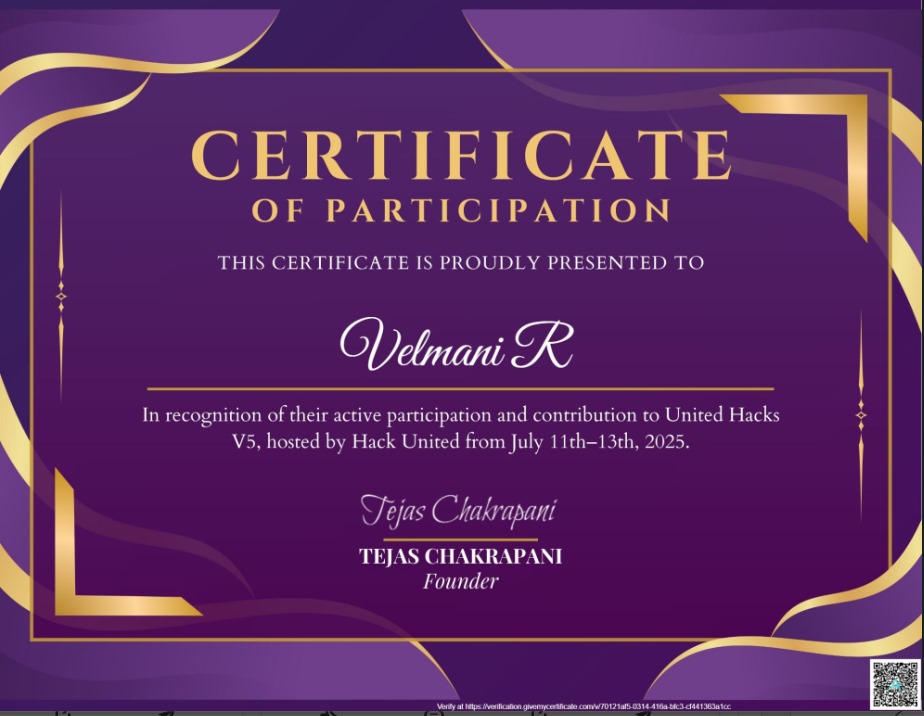 CERTIFICATE
OF PARTICIPATION
THIS CERTIFICATE IS PROUDLY PRESENTED TO
Velmani R
In recognition of their active participation and contribution to United Hacks
V5, hosted by Hack United from July 11th–13th, 2025.
Tejas Chakrapani
TEJAS CHAKRAPANI
Founder
Verify at https://verification.givemycertificate.com/v/70121af5-0314-416a-bfc3-cf441363a1cc